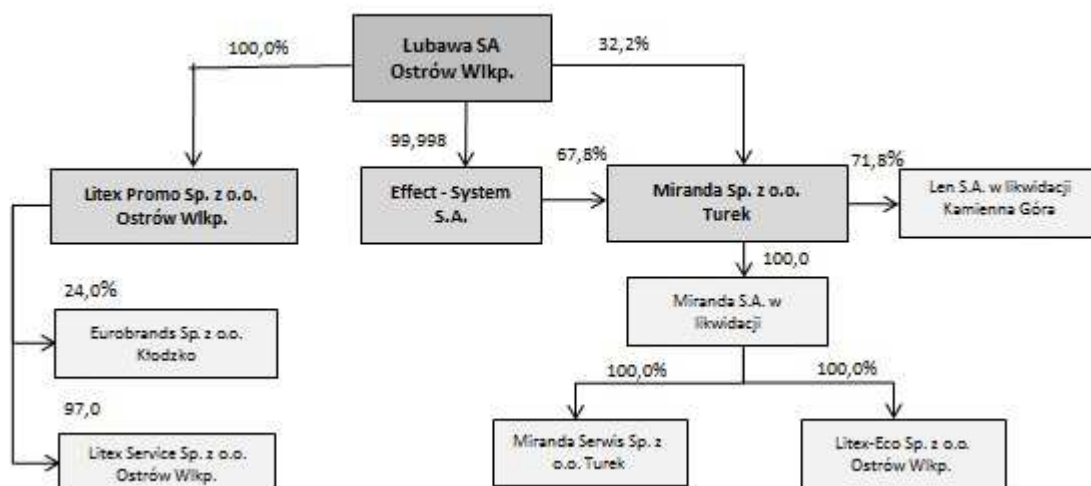 100,0%
Lubawa SA
Ostrów Wlkp.
32,2%
99,998
67,8%
71,8%
Litex Promo Sp. z o.o.
Ostrów Wlkp.
Effect - System
S.A.
Miranda Sp. z o.o.
Turek
Len S.A. w likwidacji
Kamienna Góra
100,0
24,0%
Miranda S.A. w
likwidacji
Eurobrands Sp. z o.o.
Kłodzko
100,0%
100,0%
97,0
Litex Service Sp. z o.o.
Ostrów Wlkp.
Miranda Serwis Sp. z
o.o. Turek
Litex-Eco Sp. z o.o.
Ostrów Wlkp.